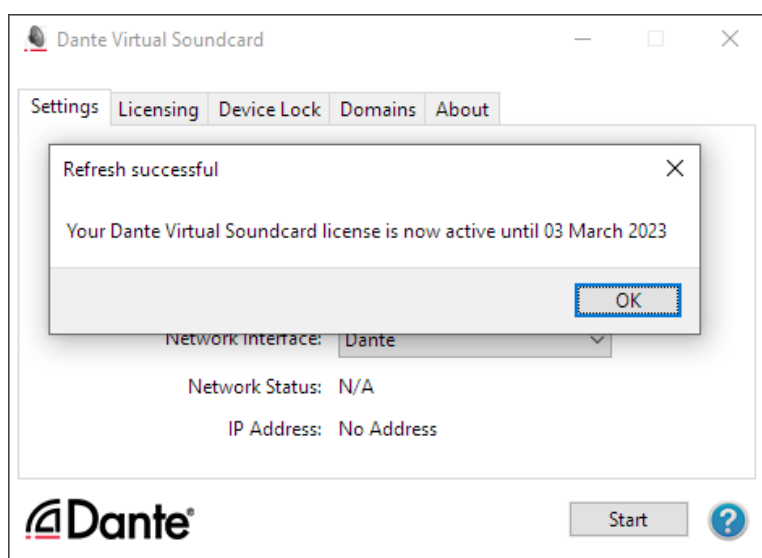 Dante Virtual Soundcard
Settings Licensing Device Lock Domains About
Refresh successful
Your Dante Virtual Soundcard license is now active until 03 March 2023
OK
Network Interface: Dante
Network Status: N/A
IP Address: No Address
Dante®
Start
?